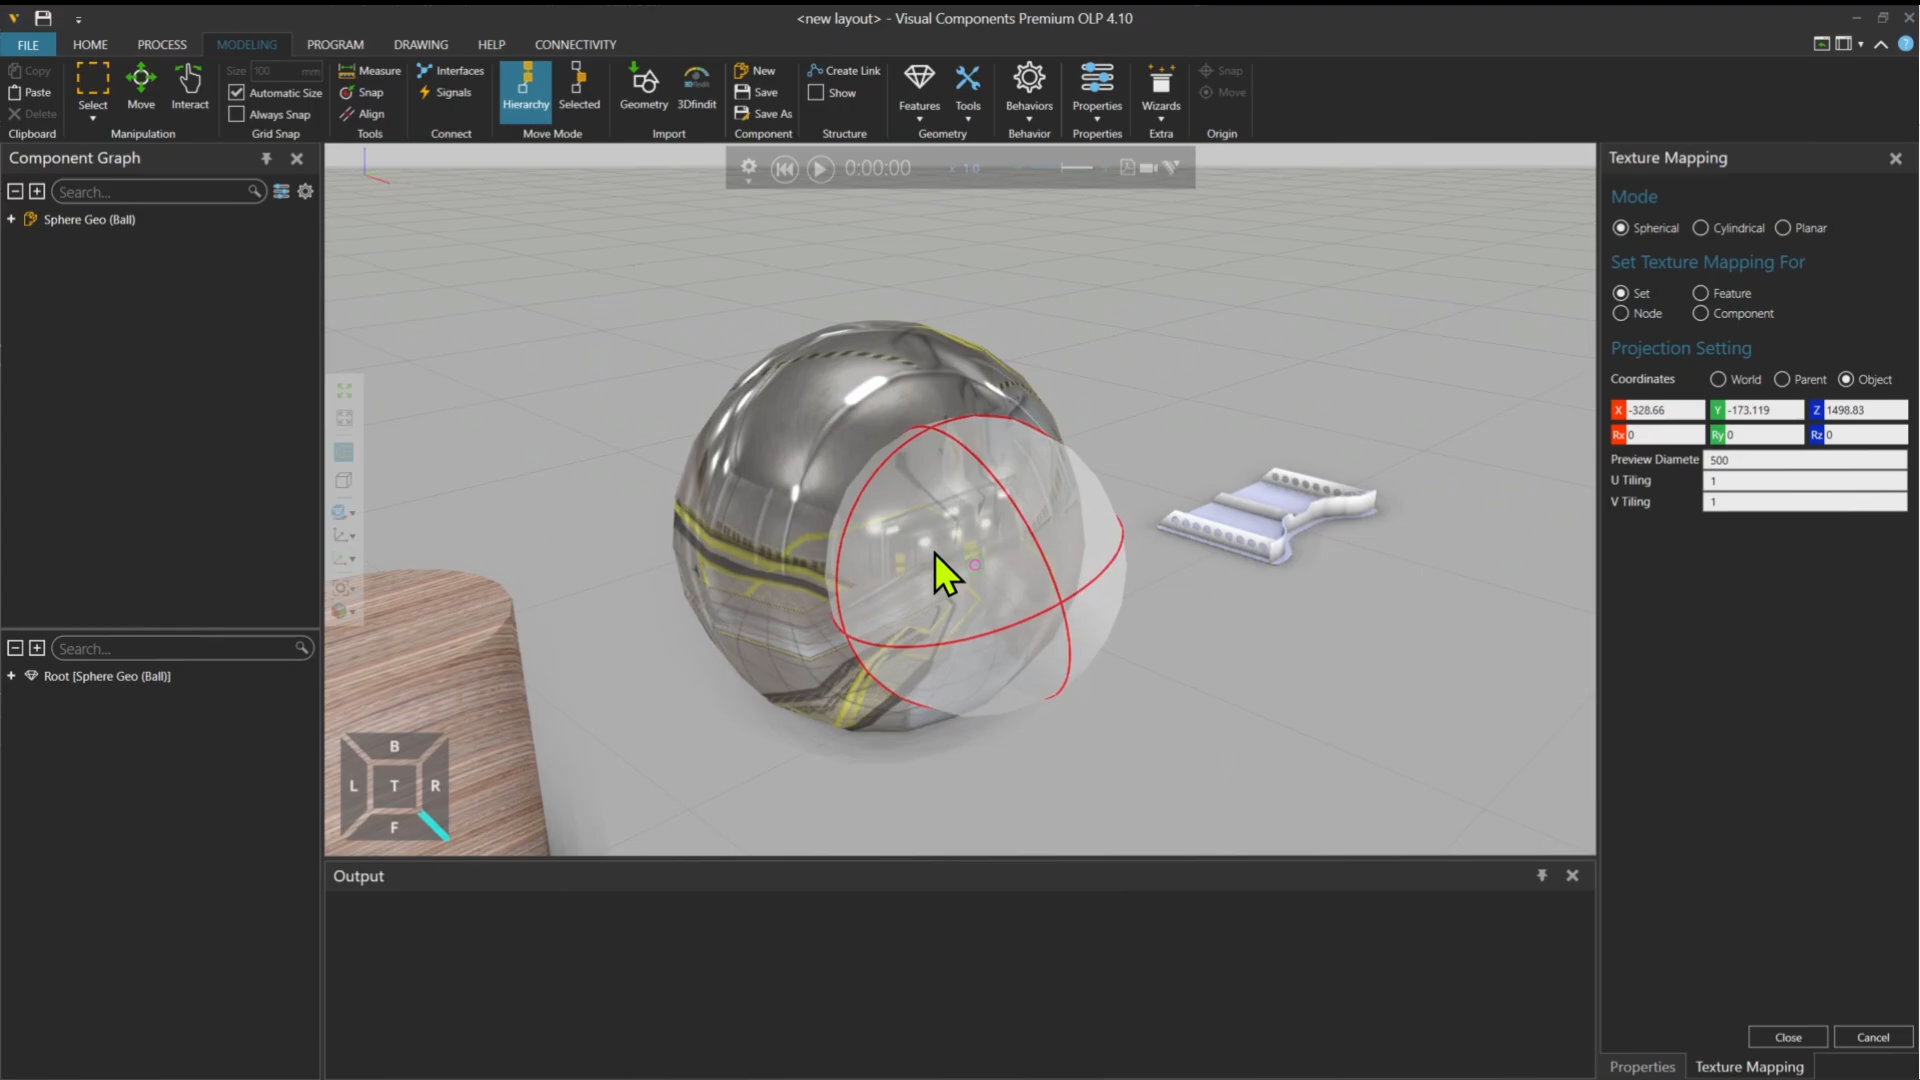 <new layout> - Visual Components Premium OLP 4.10
FILE HOME PROCESS MODELING PROGRAM DRAWING HELP CONNECTIVITY
Copy
Paste
Delete
Clipboard
Select
Move
Interact
Manipulation
Size 100 mm
Automatic Size
Always Snap
Grid Snap
Measure
Snap
Align
Tools
Interfaces
Signals
Connect
Hierarchy
Selected
Move Mode
Geometry
3Dfindit
Import
New
Save
Save As
Component
Create Link
Show
Structure
Features
Tools
Geometry
Behaviors
Behavior
Properties
Properties
Wizards
Extra
Snap
Move
Origin
Component Graph
Search...
Sphere Geo (Ball)
Search...
Root [Sphere Geo (Ball)]
0:00:00
x 1.0
B
L T R
F
Output
Texture Mapping
Mode
Spherical Cylindrical Planar
Set Texture Mapping For
Set Feature
Node Component
Projection Setting
Coordinates World Parent Object
X -328.66 Y -173.119 Z 1498.83
Rx 0 Ry 0 Rz 0
Preview Diamete 500
U Tiling 1
V Tiling 1
Close Cancel
Properties Texture Mapping